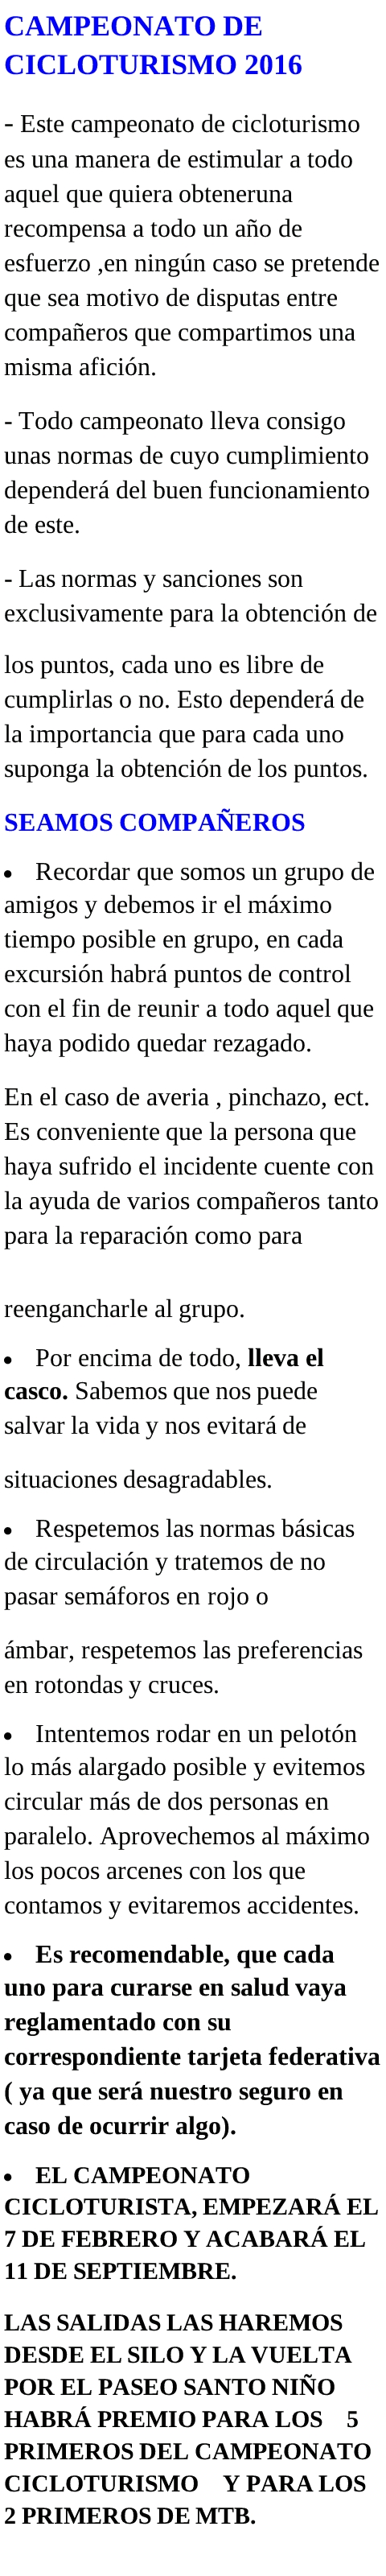 CAMPEONATO DE
CICLOTURISMO 2016
- Este campeonato de cicloturismo
es una manera de estimular a todo
aquel que quiera obteneruna
recompensa a todo un año de
esfuerzo ,en ningún caso se pretende
que sea motivo de disputas entre
compañeros que compartimos una
misma afición.
- Todo campeonato lleva consigo
unas normas de cuyo cumplimiento
dependerá del buen funcionamiento
de este.
- Las normas y sanciones son
exclusivamente para la obtención de
los puntos, cada uno es libre de
cumplirlas o no. Esto dependerá de
la importancia que para cada uno
suponga la obtención de los puntos.
SEAMOS COMPAÑEROS
• Recordar que somos un grupo de
amigos y debemos ir el máximo
tiempo posible en grupo, en cada
excursión habrá puntos de control
con el fin de reunir a todo aquel que
haya podido quedar rezagado.
En el caso de averia , pinchazo, ect.
Es conveniente que la persona que
haya sufrido el incidente cuente con
la ayuda de varios compañeros tanto
para la reparación como para
reengancharle al grupo.
• Por encima de todo, lleva el
casco. Sabemos que nos puede
salvar la vida y nos evitará de
situaciones desagradables.
• Respetemos las normas básicas
de circulación y tratemos de no
pasar semáforos en rojo o
ámbar, respetemos las preferencias
en rotondas y cruces.
• Intentemos rodar en un pelotón
lo más alargado posible y evitemos
circular más de dos personas en
paralelo. Aprovechemos al máximo
los pocos arcenes con los que
contamos y evitaremos accidentes.
• Es recomendable, que cada
uno para curarse en salud vaya
reglamentado con su
correspondiente tarjeta federativa
( ya que será nuestro seguro en
caso de ocurrir algo).
• EL CAMPEONATO
CICLOTURISTA, EMPEZARÁ EL
7 DE FEBRERO Y ACABARÁ EL
11 DE SEPTIEMBRE.
LAS SALIDAS LAS HAREMOS
DESDE EL SILO Y LA VUELTA
POR EL PASEO SANTO NIÑO
HABRÁ PREMIO PARA LOS 5
PRIMEROS DEL CAMPEONATO
CICLOTURISMO Y PARA LOS
2 PRIMEROS DE MTB.